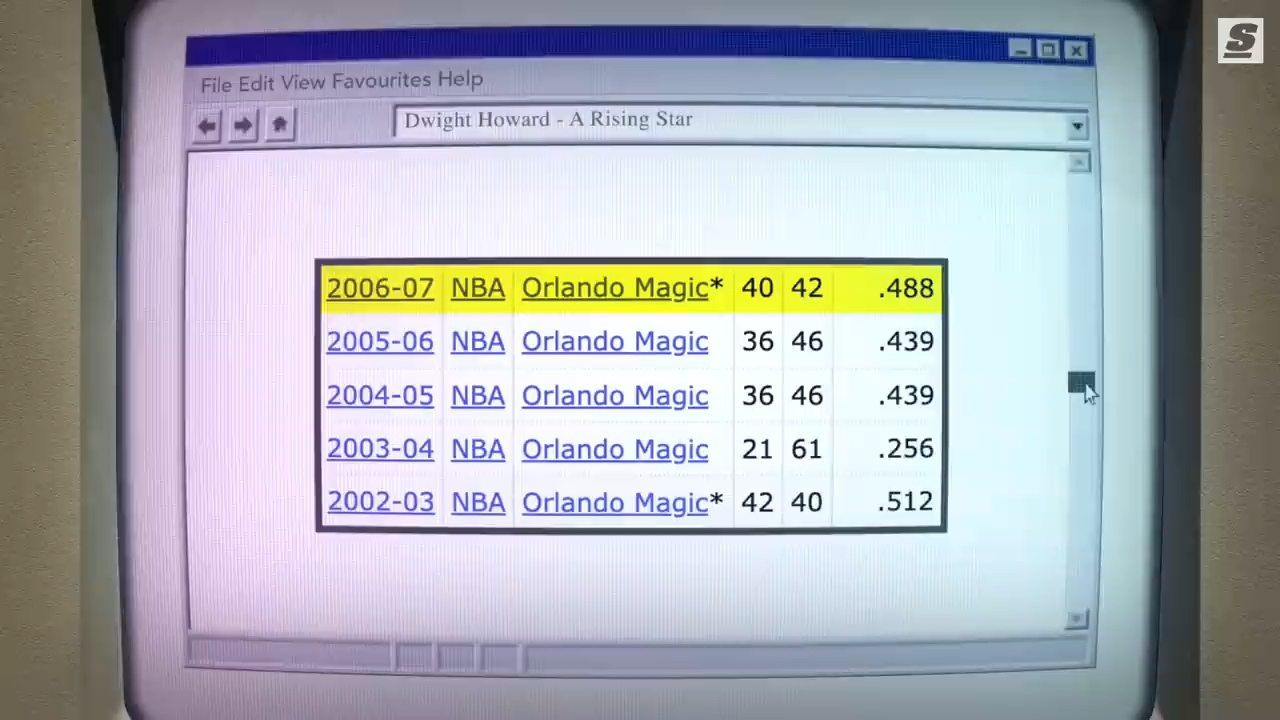 S
File Edit View Favourites Help
Dwight Howard - A Rising Star
2006-07 NBA Orlando Magic* 40 42 .488
2005-06 NBA Orlando Magic 36 46 .439
2004-05 NBA Orlando Magic 36 46 .439
2003-04 NBA Orlando Magic 21 61 .256
2002-03 NBA Orlando Magic* 42 40 .512